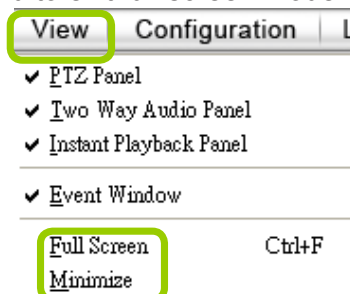 View Configuration
✔ PTZ Panel
✔ Two Way Audio Panel
✔ Instant Playback Panel
✔ Event Window
Full Screen Ctrl+F
Minimize